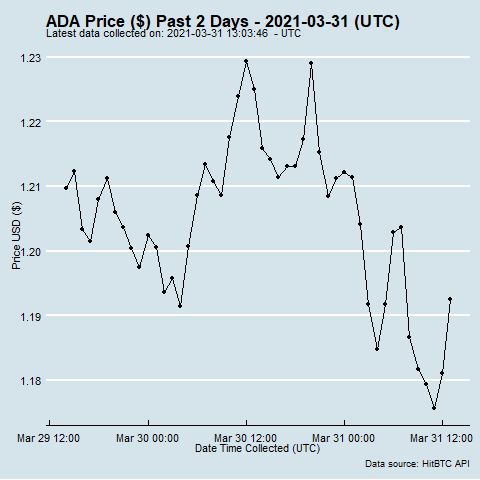 ADA Price ($) Past 2 Days - 2021-03-31 (UTC)
Latest data collected on: 2021-03-31 13:03:46 - UTC
1.23
1.22
1.21
1.20
1.19
1.18
Price USD ($)
Mar 29 12:00 Mar 30 00:00 Mar 30 12:00 Mar 31 00:00 Mar 31 12:00
Date Time Collected (UTC)
Data source: HitBTC API